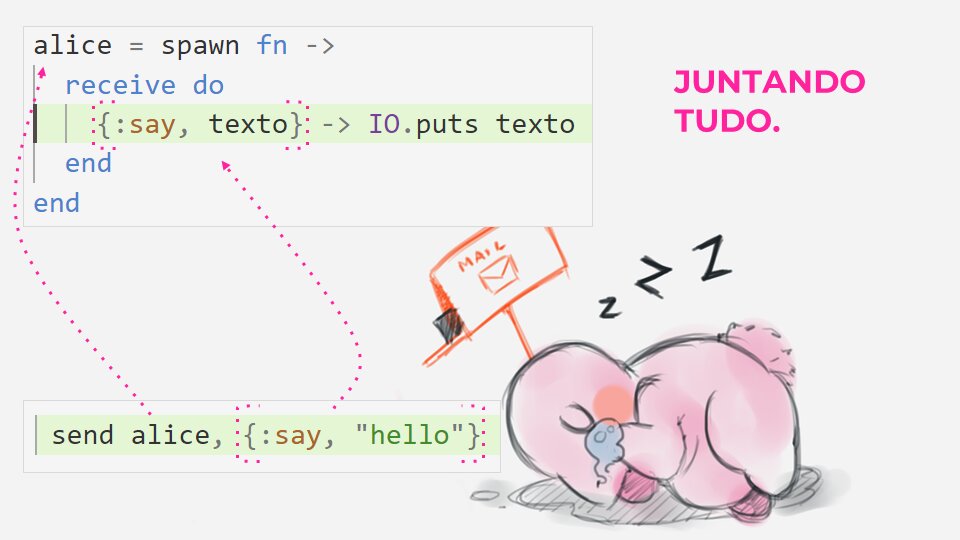 alice = spawn fn ->
receive do
{:say, texto} -> IO.puts texto
end
end
JUNTANDO
TUDO.
MAIL
z z z
send alice, {:say, "hello"}